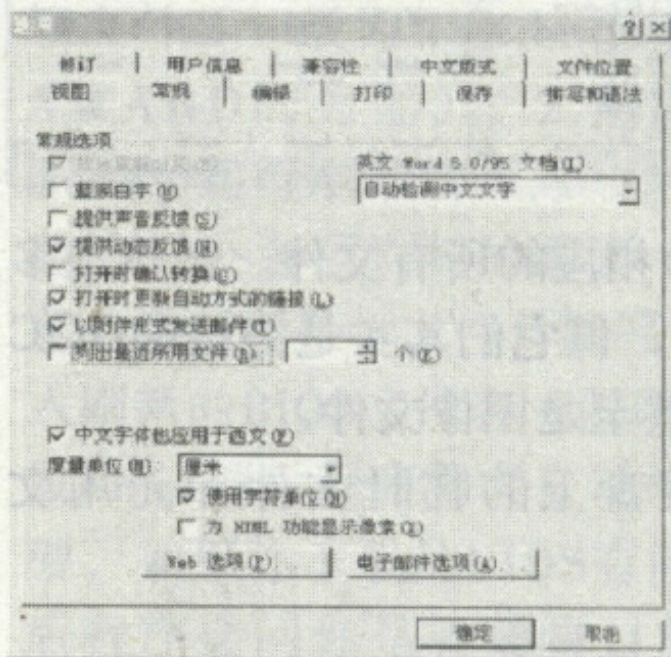 选项
修订 用户信息 兼容性 中文版式 文件位置
视图 常规 编辑 打印 保存 拼写和语法
常规选项
英文 Word 6.0/95 文档(I)
蓝底白字(U)
自动检测中文文字
提供声音反馈(S)
提供动态反馈(N)
打开时确认转换(C)
打开时更新自动方式的链接(L)
以附件形式发送邮件(T)
列出最近所用文件(R) 个(E)
中文字体也应用于西文(F)
度量单位(M) 厘米
使用字符单位(W)
为 HTML 功能显示像素(X)
Web 选项(P)... 电子邮件选项(A)...
确定 取消